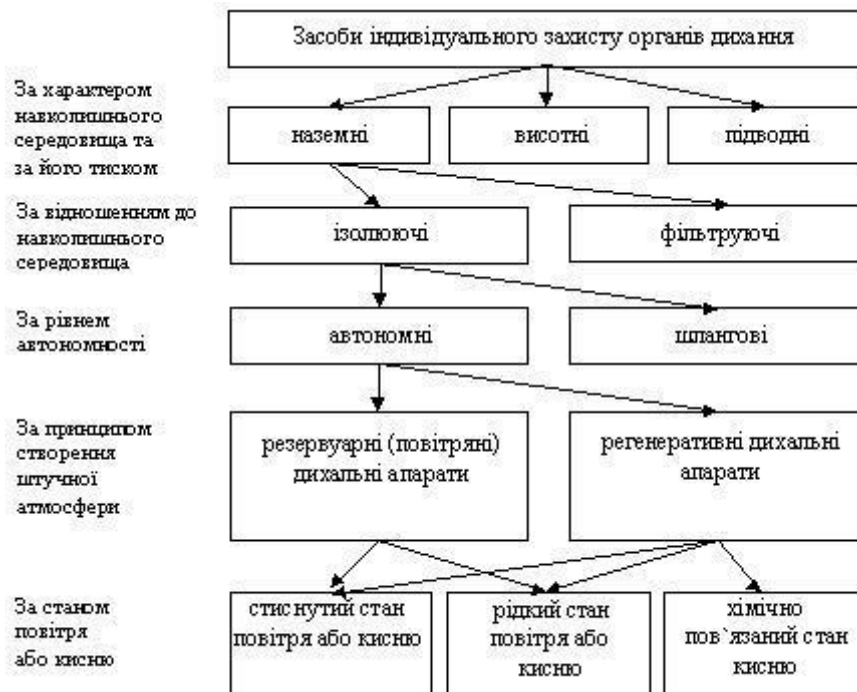 Засоби індивідуального захисту органів дихання
За характером
навколишнього
середовища та
за його тиском
наземні
висотні
підводні
За відношенням до
навколишнього
середовища
ізолюючі
фільтруючі
За рівнем
автономності
автономні
шлангові
За принципом
створення
штучної
атмосфери
резервуарні (повітряні)
дихальні апарати
регенеративні дихальні
апарати
За станом
повітря
або кисню
стиснутий стан
повітря або кисню
рідкий стан
повітря або
кисню
хімічно
пов`язаний стан
кисню